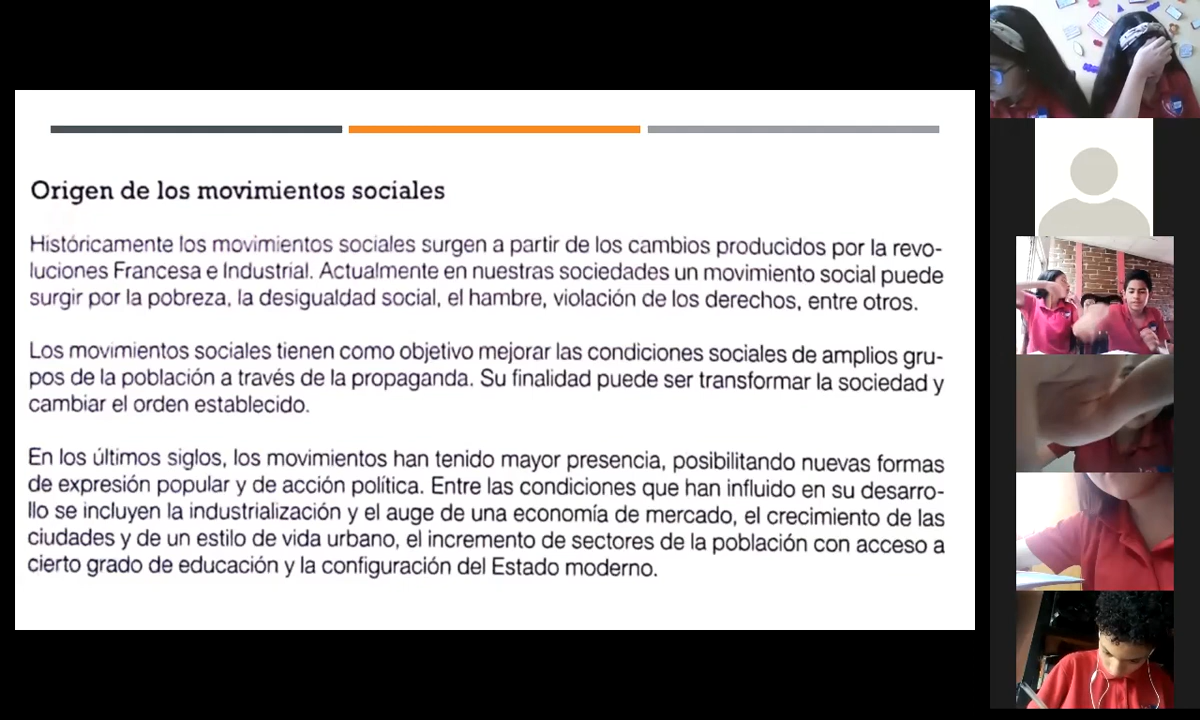 Origen de los movimientos sociales
Históricamente los movimientos sociales surgen a partir de los cambios producidos por la revo-
luciones Francesa e Industrial. Actualmente en nuestras sociedades un movimiento social puede
surgir por la pobreza, la desigualdad social, el hambre, violación de los derechos, entre otros.
Los movimientos sociales tienen como objetivo mejorar las condiciones sociales de amplios gru-
pos de la población a través de la propaganda. Su finalidad puede ser transformar la sociedad y
cambiar el orden establecido.
En los últimos siglos, los movimientos han tenido mayor presencia, posibilitando nuevas formas
de expresión popular y de acción política. Entre las condiciones que han influido en su desarro-
llo se incluyen la industrialización y el auge de una economía de mercado, el crecimiento de las
ciudades y de un estilo de vida urbano, el incremento de sectores de la población con acceso a
cierto grado de educación y la configuración del Estado moderno.